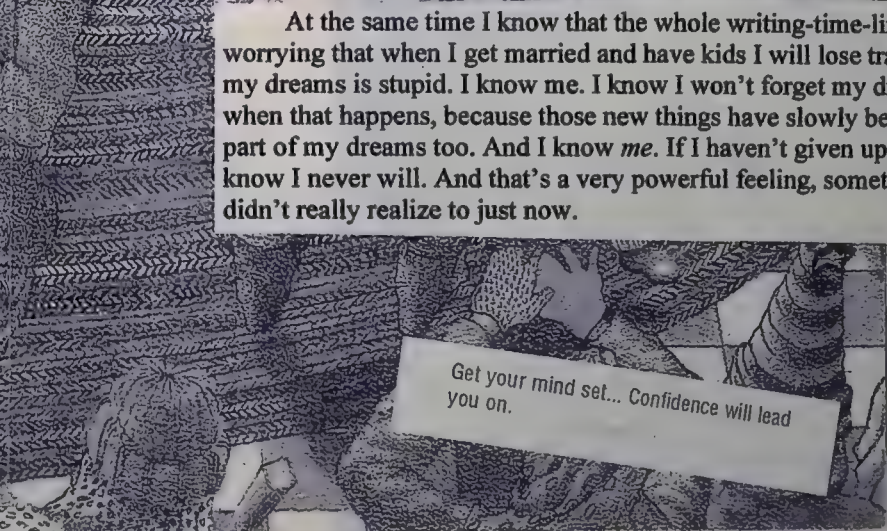 At the same time I know that the whole writing-time-li
worrying that when I get married and have kids I will lose tra
my dreams is stupid. I know me. I know I won't forget my d
when that happens, because those new things have slowly be
part of my dreams too. And I know me. If I haven't given up
know I never will. And that's a very powerful feeling, somet
didn't really realize to just now.
Get your mind set... Confidence will lead
you on.